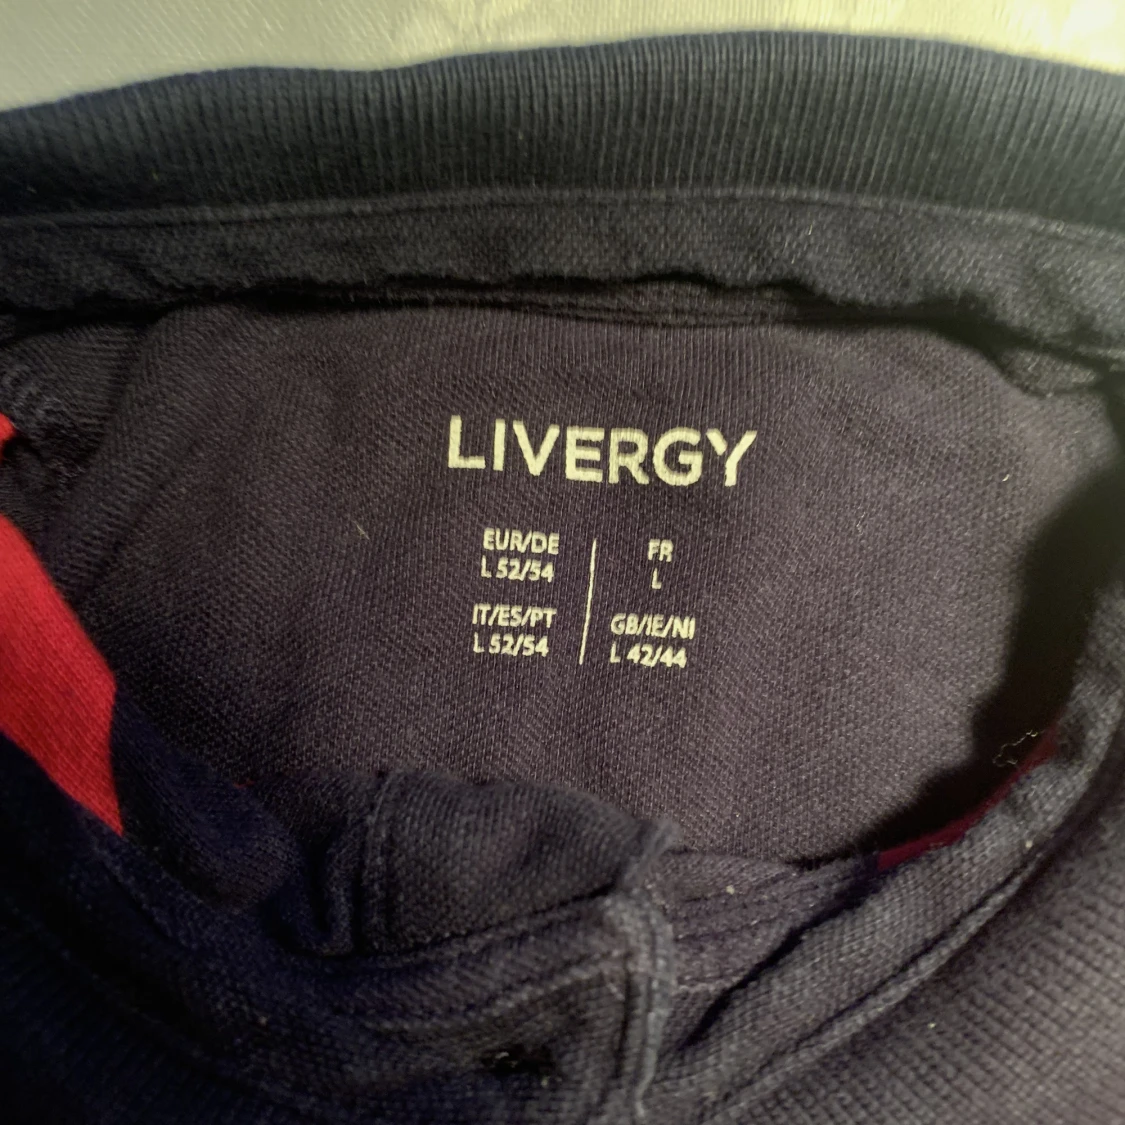 LIVERGY
EUR/DE
L 52/54
IT/ES/PT
L 52/54
FR
L
GB/IE/NI
L 42/44